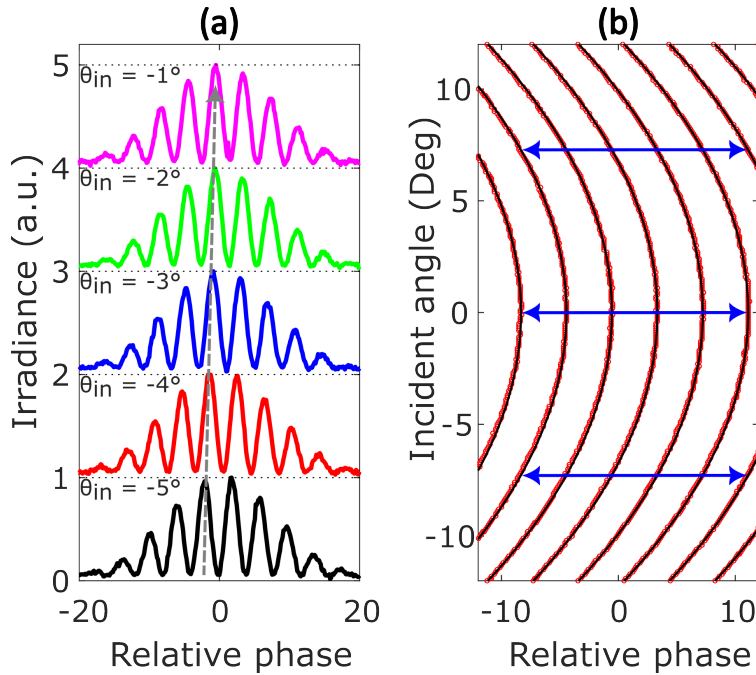 (a)
(b)
Irradiance (a.u.)
5
4
3
2
1
0
θin = -1°
θin = -2°
θin = -3°
θin = -4°
θin = -5°
-20
0
20
Relative phase
Incident angle (Deg)
10
5
0
-5
-10
-10
0
10
Relative phase